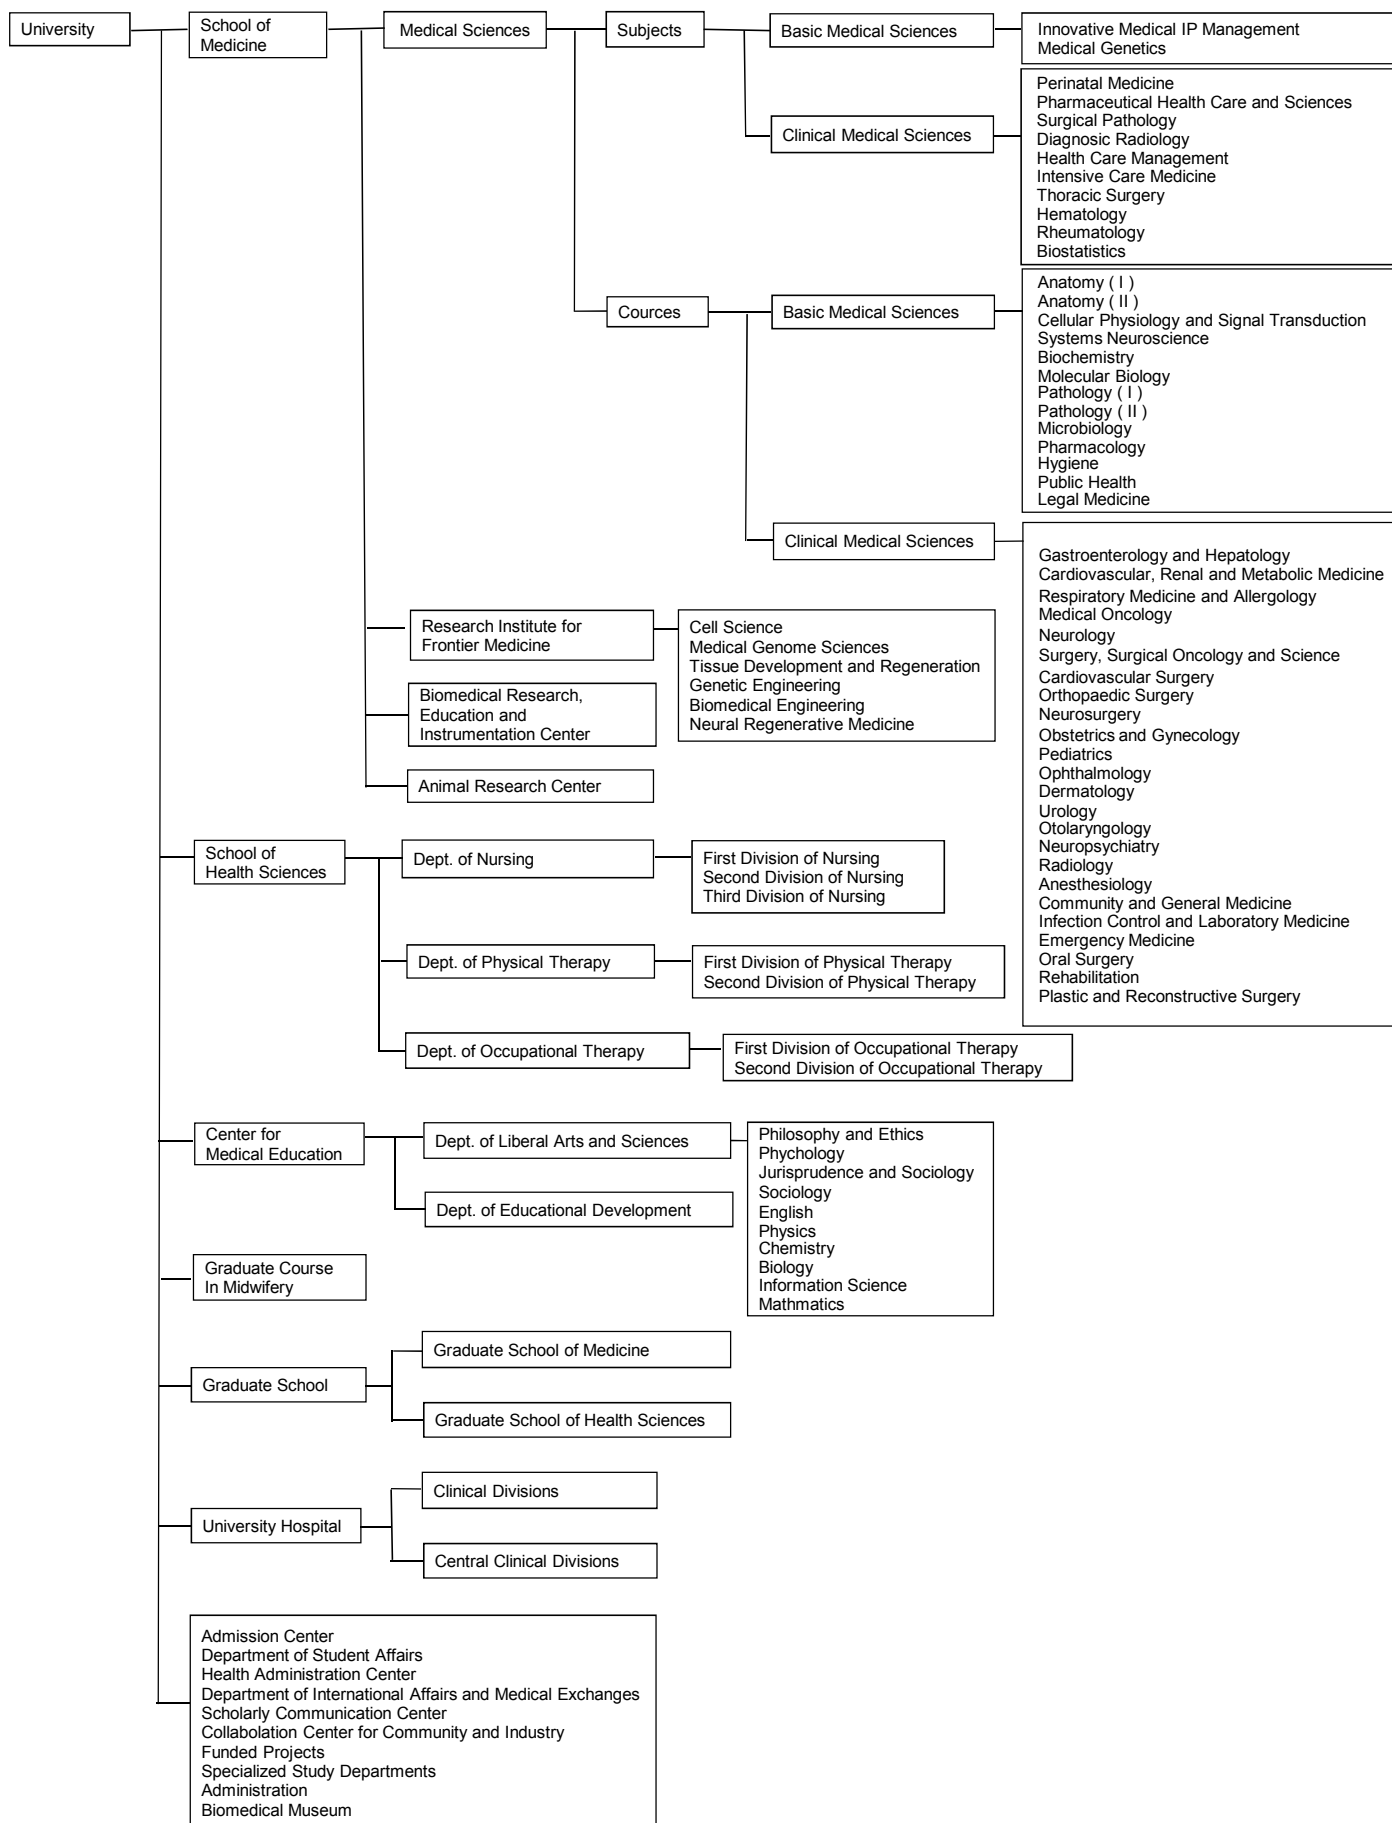 University
School of
Medicine
Medical Sciences
Subjects
Basic Medical Sciences
Innovative Medical IP Management
Medical Genetics
Clinical Medical Sciences
Perinatal Medicine
Pharmaceutical Health Care and Sciences
Surgical Pathology
Diagnosic Radiology
Health Care Management
Intensive Care Medicine
Thoracic Surgery
Hematology
Rheumatology
Biostatistics
Cources
Basic Medical Sciences
Anatomy ( I )
Anatomy ( II )
Cellular Physiology and Signal Transduction
Systems Neuroscience
Biochemistry
Molecular Biology
Pathology ( I )
Pathology ( II )
Microbiology
Pharmacology
Hygiene
Public Health
Legal Medicine
Clinical Medical Sciences
Gastroenterology and Hepatology
Cardiovascular, Renal and Metabolic Medicine
Respiratory Medicine and Allergology
Medical Oncology
Neurology
Surgery, Surgical Oncology and Science
Cardiovascular Surgery
Orthopaedic Surgery
Neurosurgery
Obstetrics and Gynecology
Pediatrics
Ophthalmology
Dermatology
Urology
Otolaryngology
Neuropsychiatry
Radiology
Anesthesiology
Community and General Medicine
Infection Control and Laboratory Medicine
Emergency Medicine
Oral Surgery
Rehabilitation
Plastic and Reconstructive Surgery
Research Institute for
Frontier Medicine
Cell Science
Medical Genome Sciences
Tissue Development and Regeneration
Genetic Engineering
Biomedical Engineering
Neural Regenerative Medicine
Biomedical Research,
Education and
Instrumentation Center
Animal Research Center
School of
Health Sciences
Dept. of Nursing
First Division of Nursing
Second Division of Nursing
Third Division of Nursing
Dept. of Physical Therapy
First Division of Physical Therapy
Second Division of Physical Therapy
Dept. of Occupational Therapy
First Division of Occupational Therapy
Second Division of Occupational Therapy
Center for
Medical Education
Dept. of Liberal Arts and Sciences
Philosophy and Ethics
Phychology
Jurisprudence and Sociology
Sociology
English
Physics
Chemistry
Biology
Information Science
Mathmatics
Dept. of Educational Development
Graduate Course
In Midwifery
Graduate School
Graduate School of Medicine
Graduate School of Health Sciences
University Hospital
Clinical Divisions
Central Clinical Divisions
Admission Center
Department of Student Affairs
Health Administration Center
Department of International Affairs and Medical Exchanges
Scholarly Communication Center
Collabolation Center for Community and Industry
Funded Projects
Specialized Study Departments
Administration
Biomedical Museum